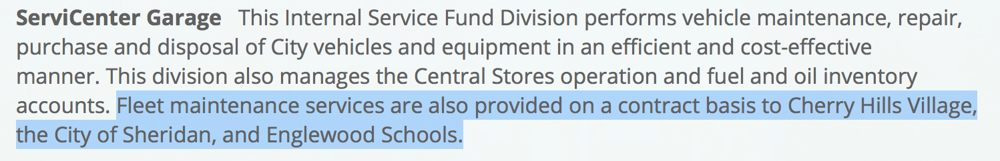 ServiCenter Garage This Internal Service Fund Division performs vehicle maintenance, repair,
purchase and disposal of City vehicles and equipment in an efficient and cost-effective
manner. This division also manages the Central Stores operation and fuel and oil inventory
accounts. Fleet maintenance services are also provided on a contract basis to Cherry Hills Village,
the City of Sheridan, and Englewood Schools.